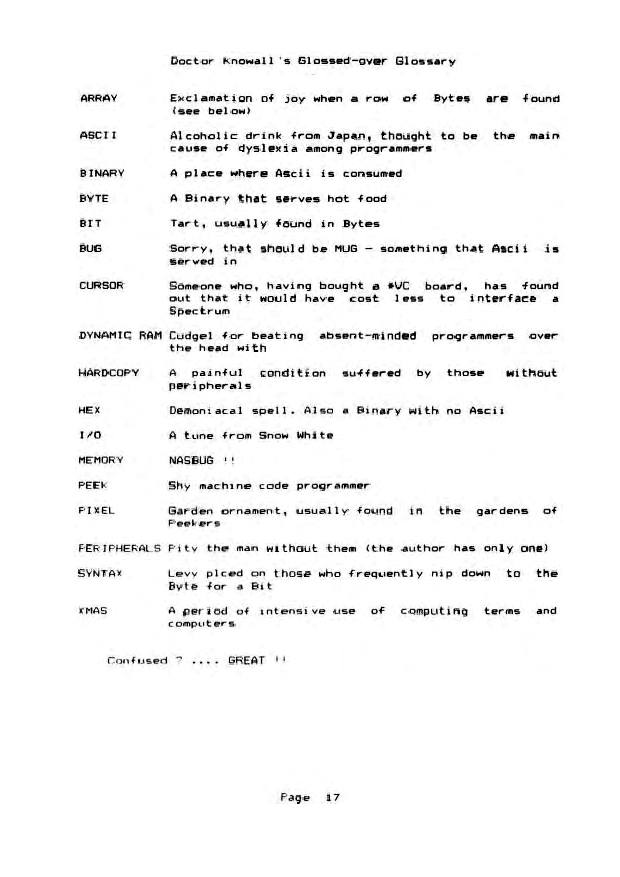 Doctor Knowall's Glossed-over Glossary
ARRAY Exclamation of joy when a row of Bytes are found
(see below)
ASCII Alcoholic drink from Japan, thought to be the main
cause of dyslexia among programmers
BINARY A place where Ascii is consumed
BYTE A Binary that serves hot food
BIT Tart, usually found in Bytes
BUG Sorry, that should be MUG - something that Ascii is
served in
CURSOR Someone who, having bought a *VC board, has found
out that it would have cost less to interface a
Spectrum
DYNAMIC RAM Cudgel for beating absent-minded programmers over
the head with
HARDCOPY A painful condition suffered by those without
peripherals
HEX Demoniacal spell. Also a Binary with no Ascii
I/O A tune from Snow White
MEMORY NASBUG !!
PEEK Shy machine code programmer
PIXEL Garden ornament, usually found in the gardens of
Peekers
PERIPHERALS Pity the man without them (the author has only one)
SYNTAX Levy plced on those who frequently nip down to the
Byte for a Bit
XMAS A period of intensive use of computing terms and
computers
Confused ? .... GREAT !!
Page 17